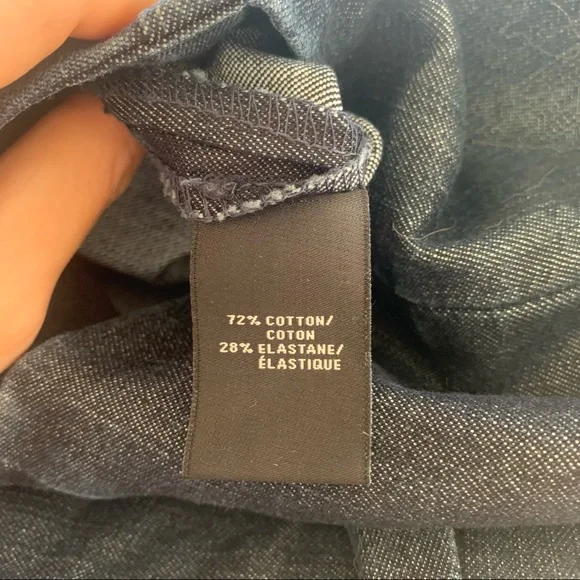 72% COTTON/
COTON
28% ELASTANE/
ÉLASTIQUE